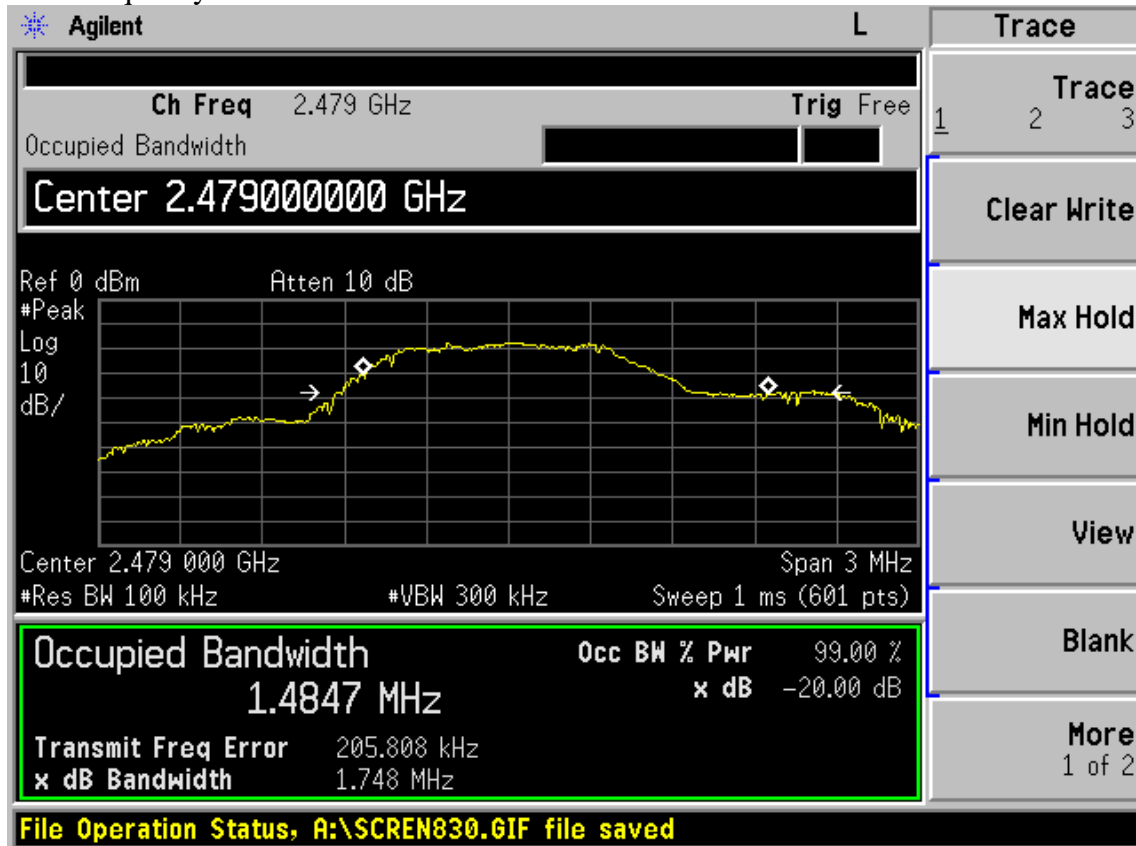 Agilent L Trace
Ch Freq 2.479 GHz Trig Free
Occupied Bandwidth
Center 2.479000000 GHz
Ref 0 dBm Atten 10 dB
#Peak
Log
10
dB/
Center 2.479 000 GHz Span 3 MHz
#Res BW 100 kHz #VBW 300 kHz Sweep 1 ms (601 pts)
Occupied Bandwidth Occ BW % Pwr 99.00 %
1.4847 MHz x dB -20.00 dB
Transmit Freq Error 205.808 kHz
x dB Bandwidth 1.748 MHz
File Operation Status, A:\SCREN830.GIF file saved
Trace
1 2 3
Clear Write
Max Hold
Min Hold
View
Blank
More
1 of 2